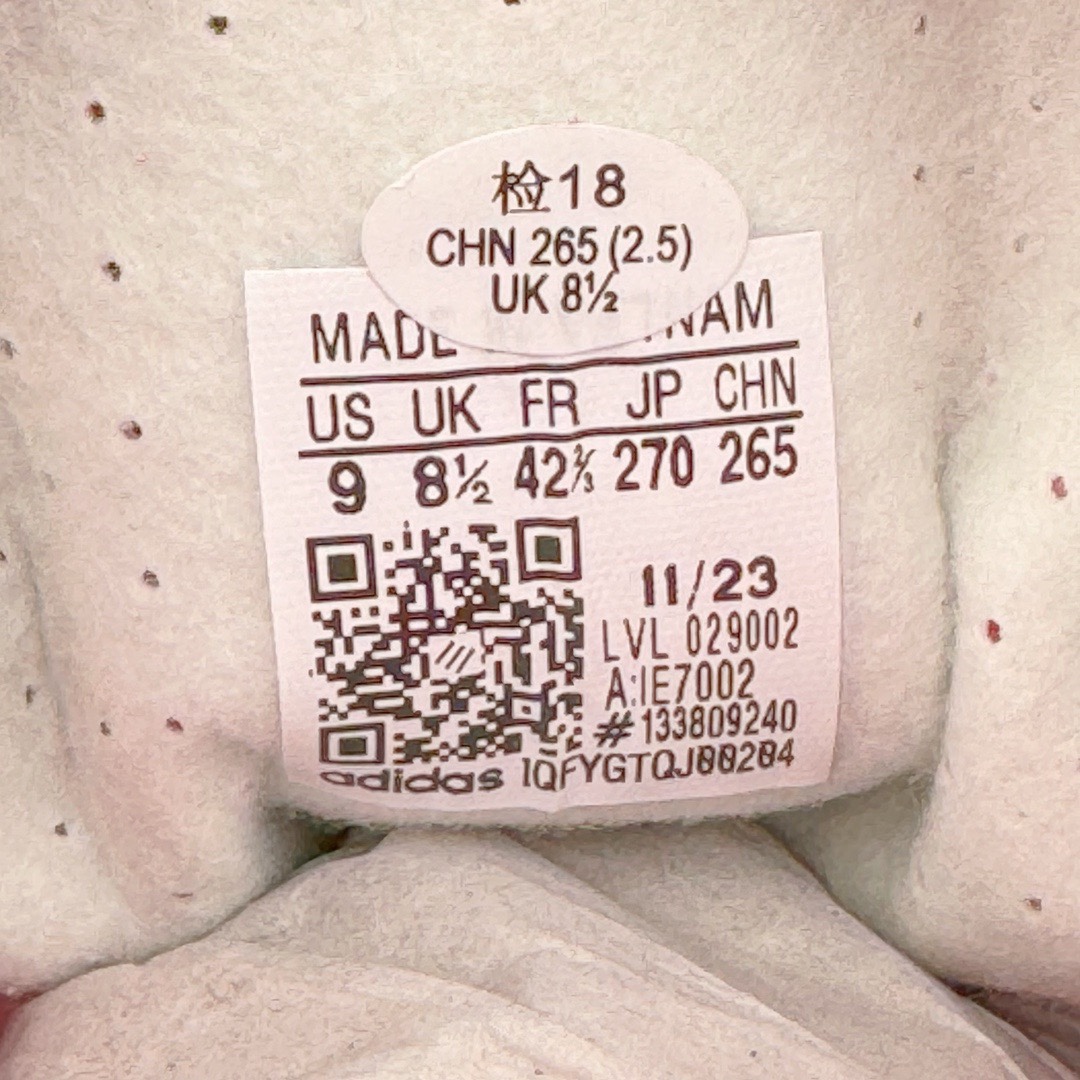 检18
CHN 265 (2.5)
UK 8½
MADE NAM
US UK FR JP CHN
9 8½ 42⅔ 270 265
11/23
LVL 029002
A:IE7002
#133809240
adidas 1QFYGTQJ00204